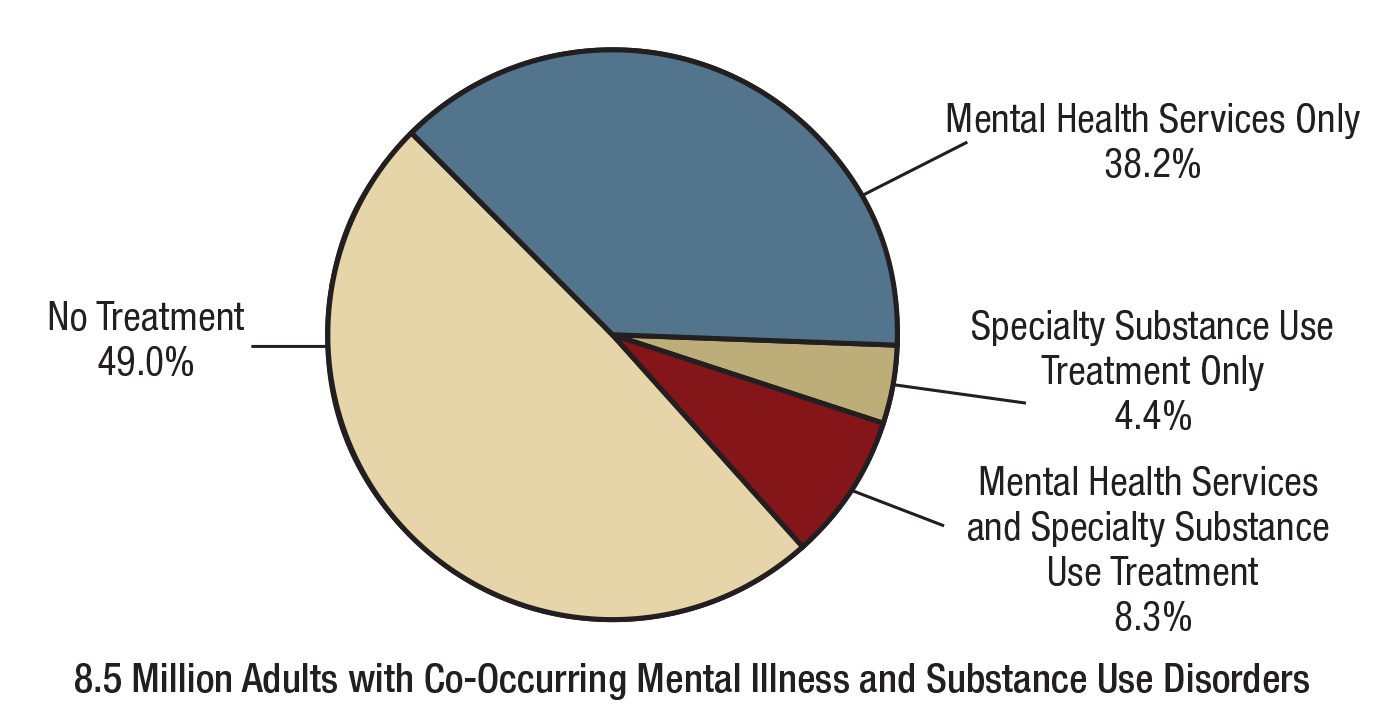 Mental Health Services Only
38.2%
No Treatment
49.0%
Specialty Substance Use
Treatment Only
4.4%
Mental Health Services
and Specialty Substance
Use Treatment
8.3%
8.5 Million Adults with Co-Occurring Mental Illness and Substance Use Disorders